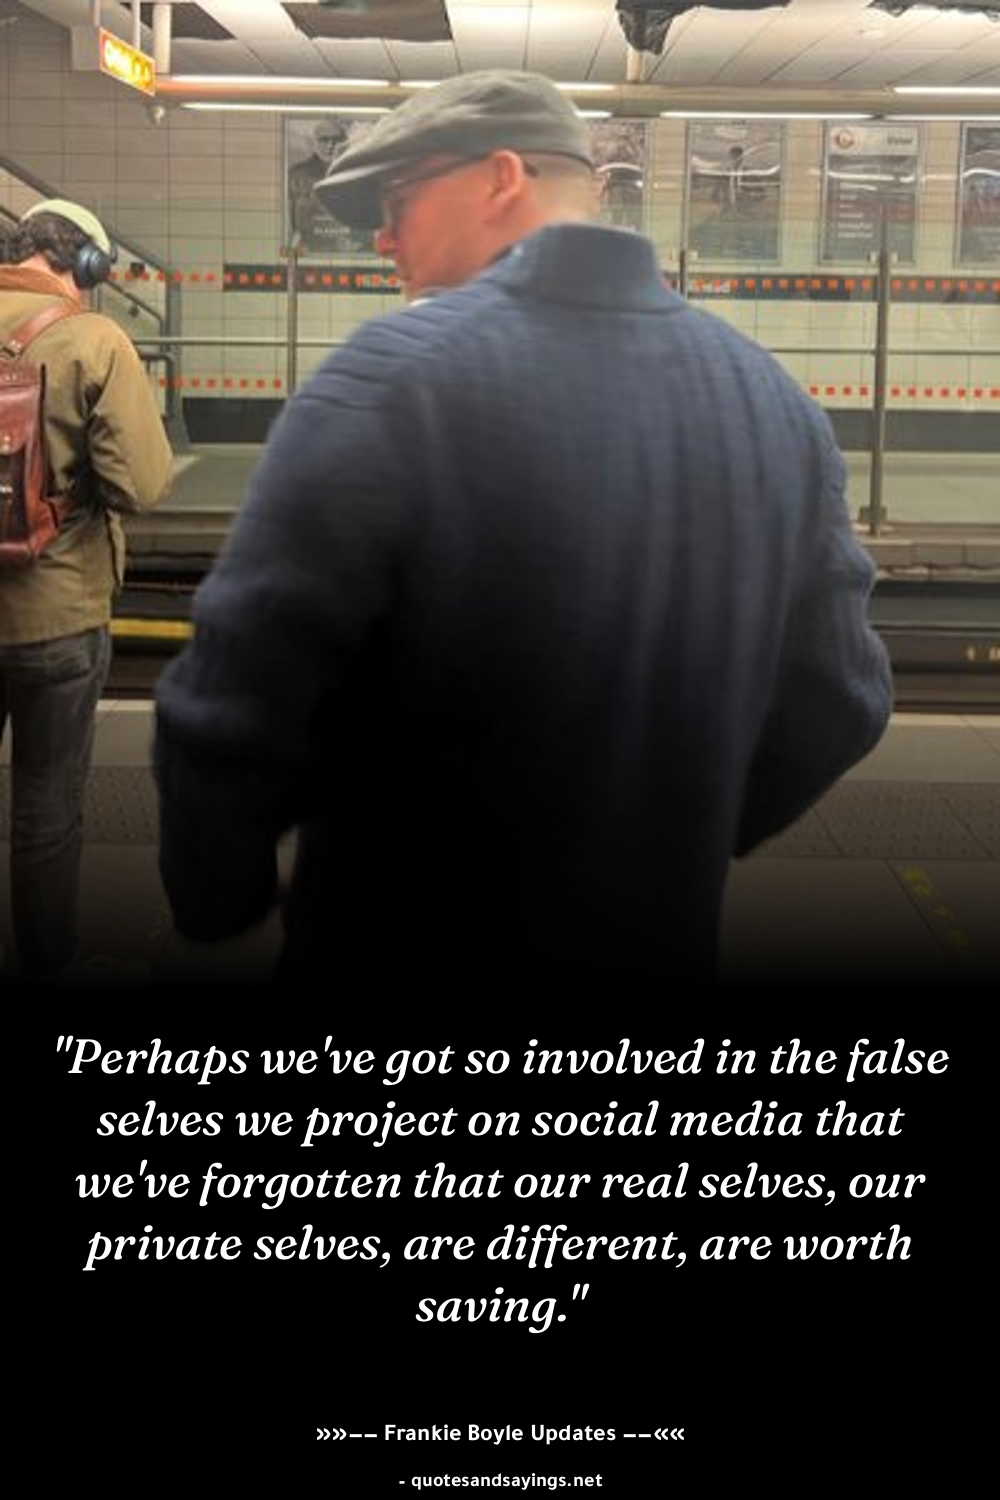 "Perhaps we've got so involved in the false
selves we project on social media that
we've forgotten that our real selves, our
private selves, are different, are worth
saving."
»»–– Frankie Boyle Updates ––««
- quotesandsayings.net